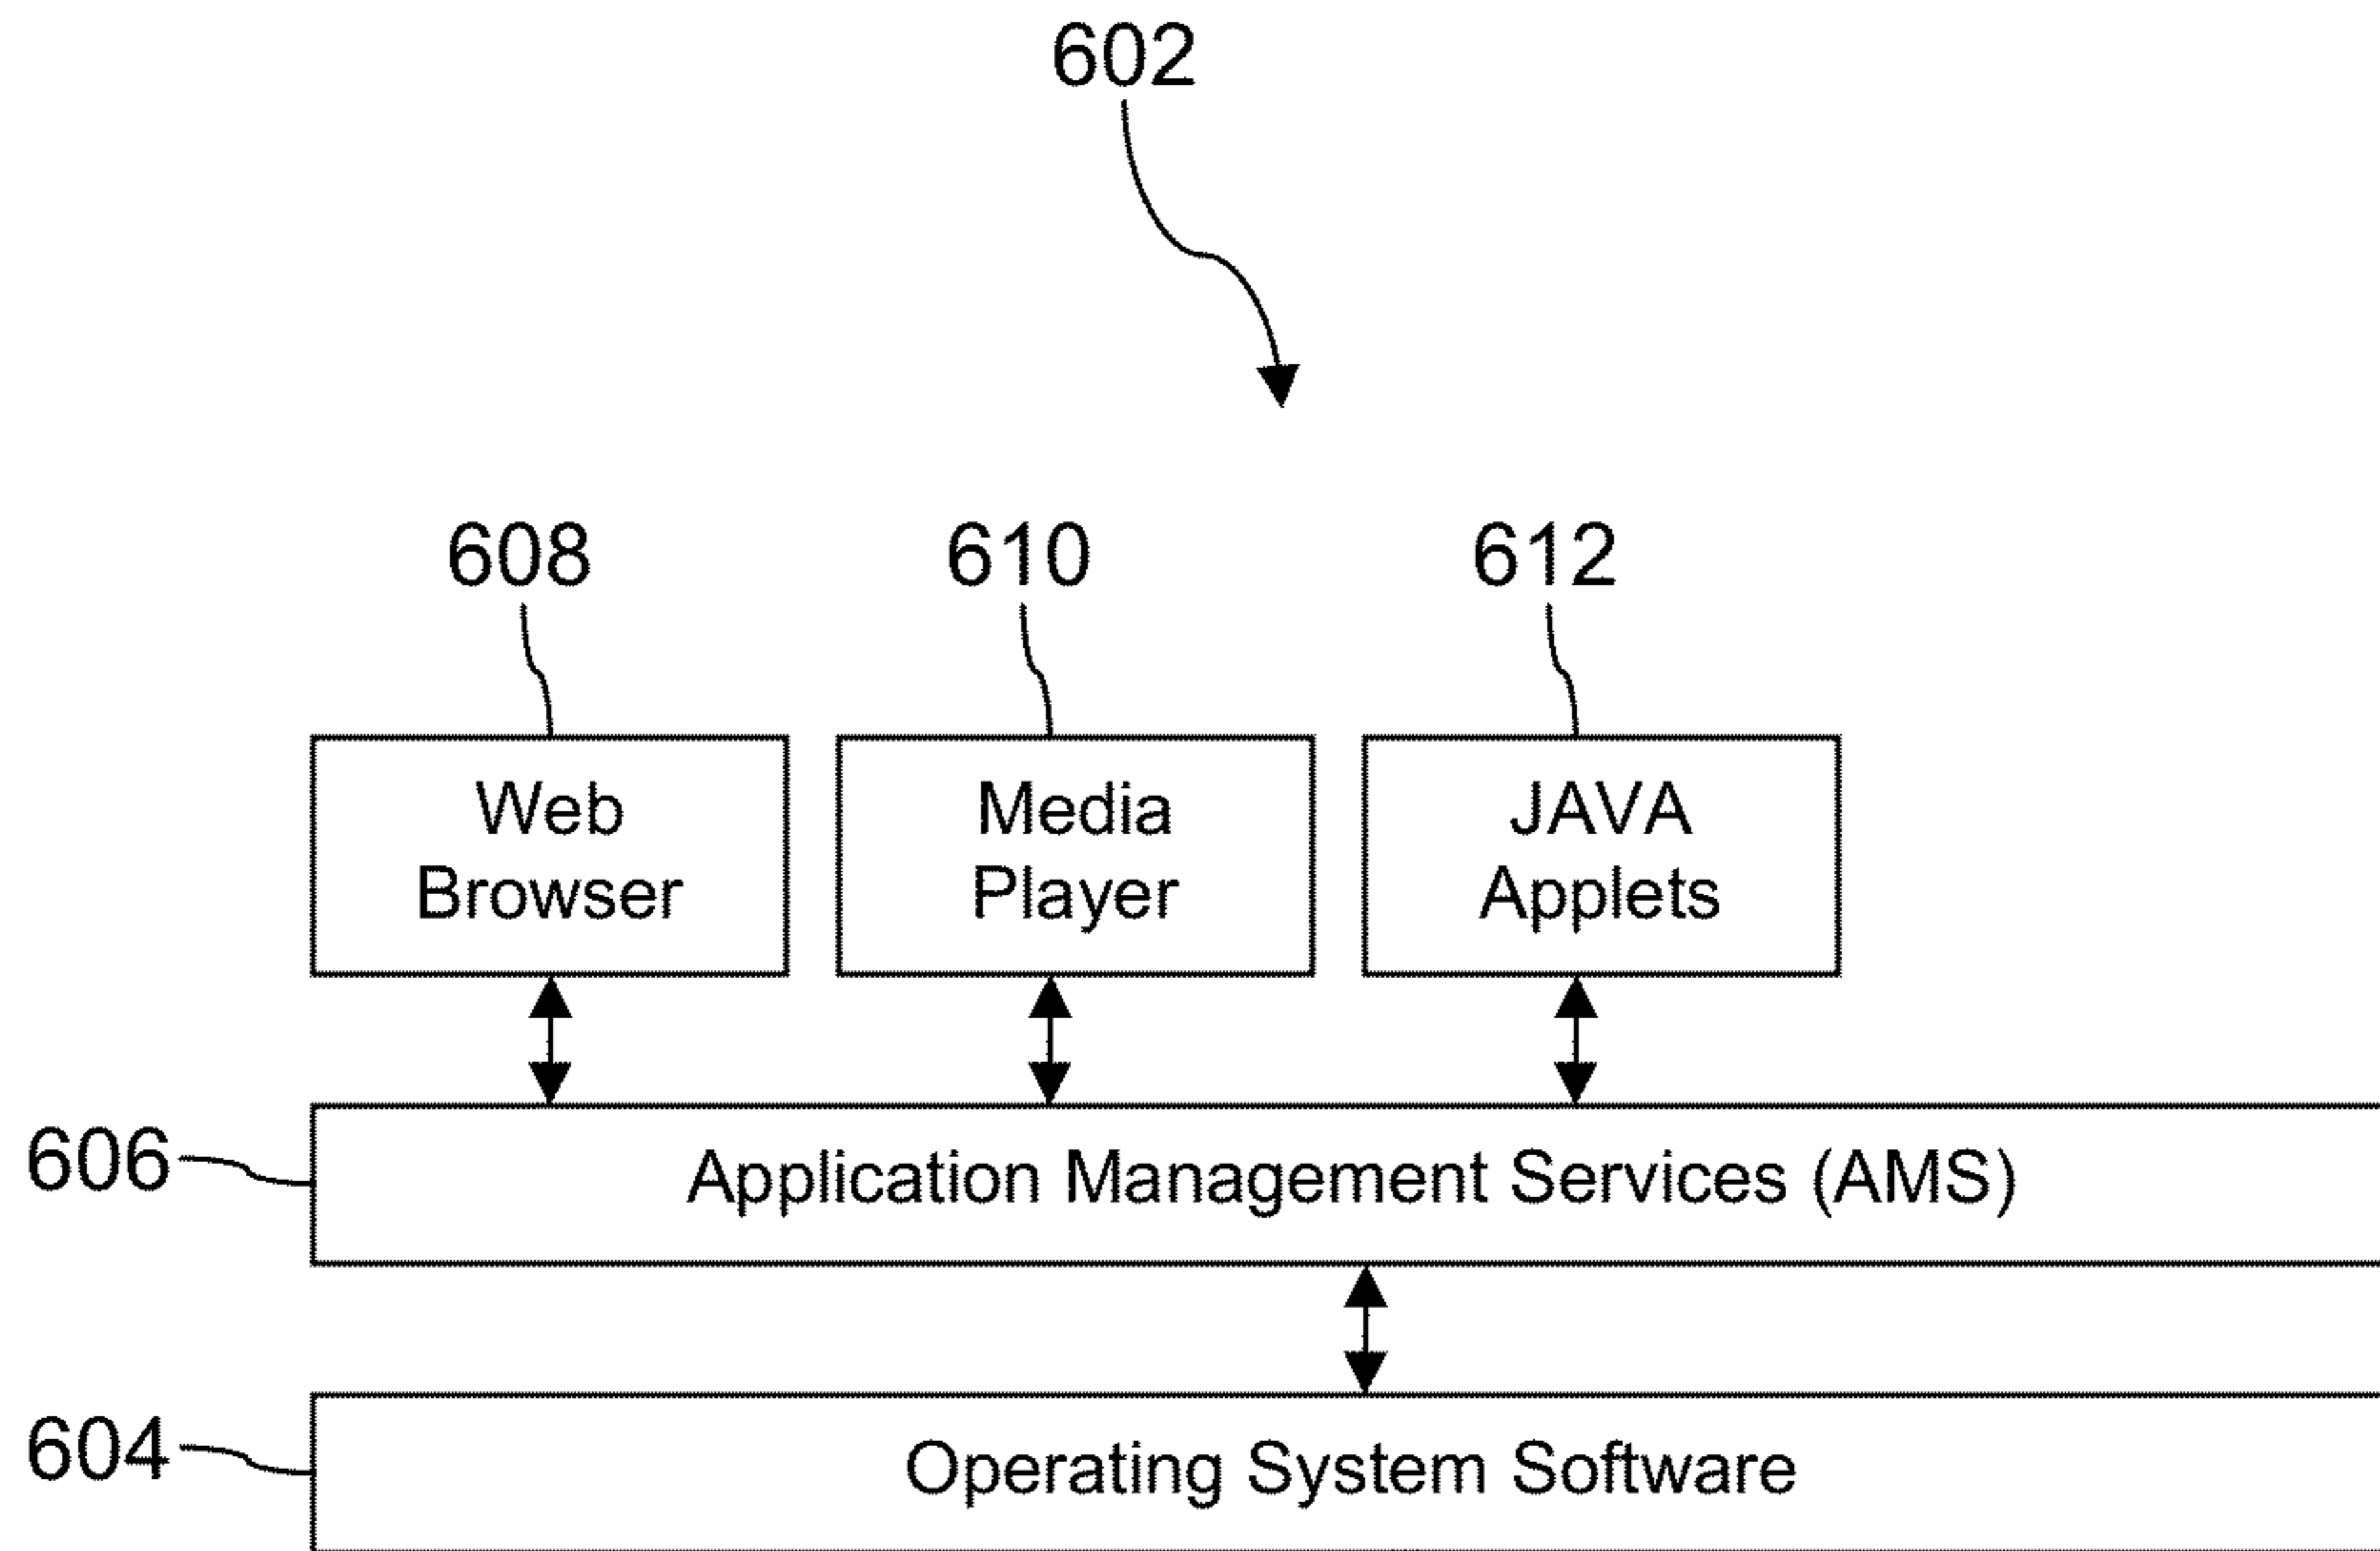 602
608
610
612
Web
Browser
Media
Player
JAVA
Applets
606
Application Management Services (AMS)
604
Operating System Software